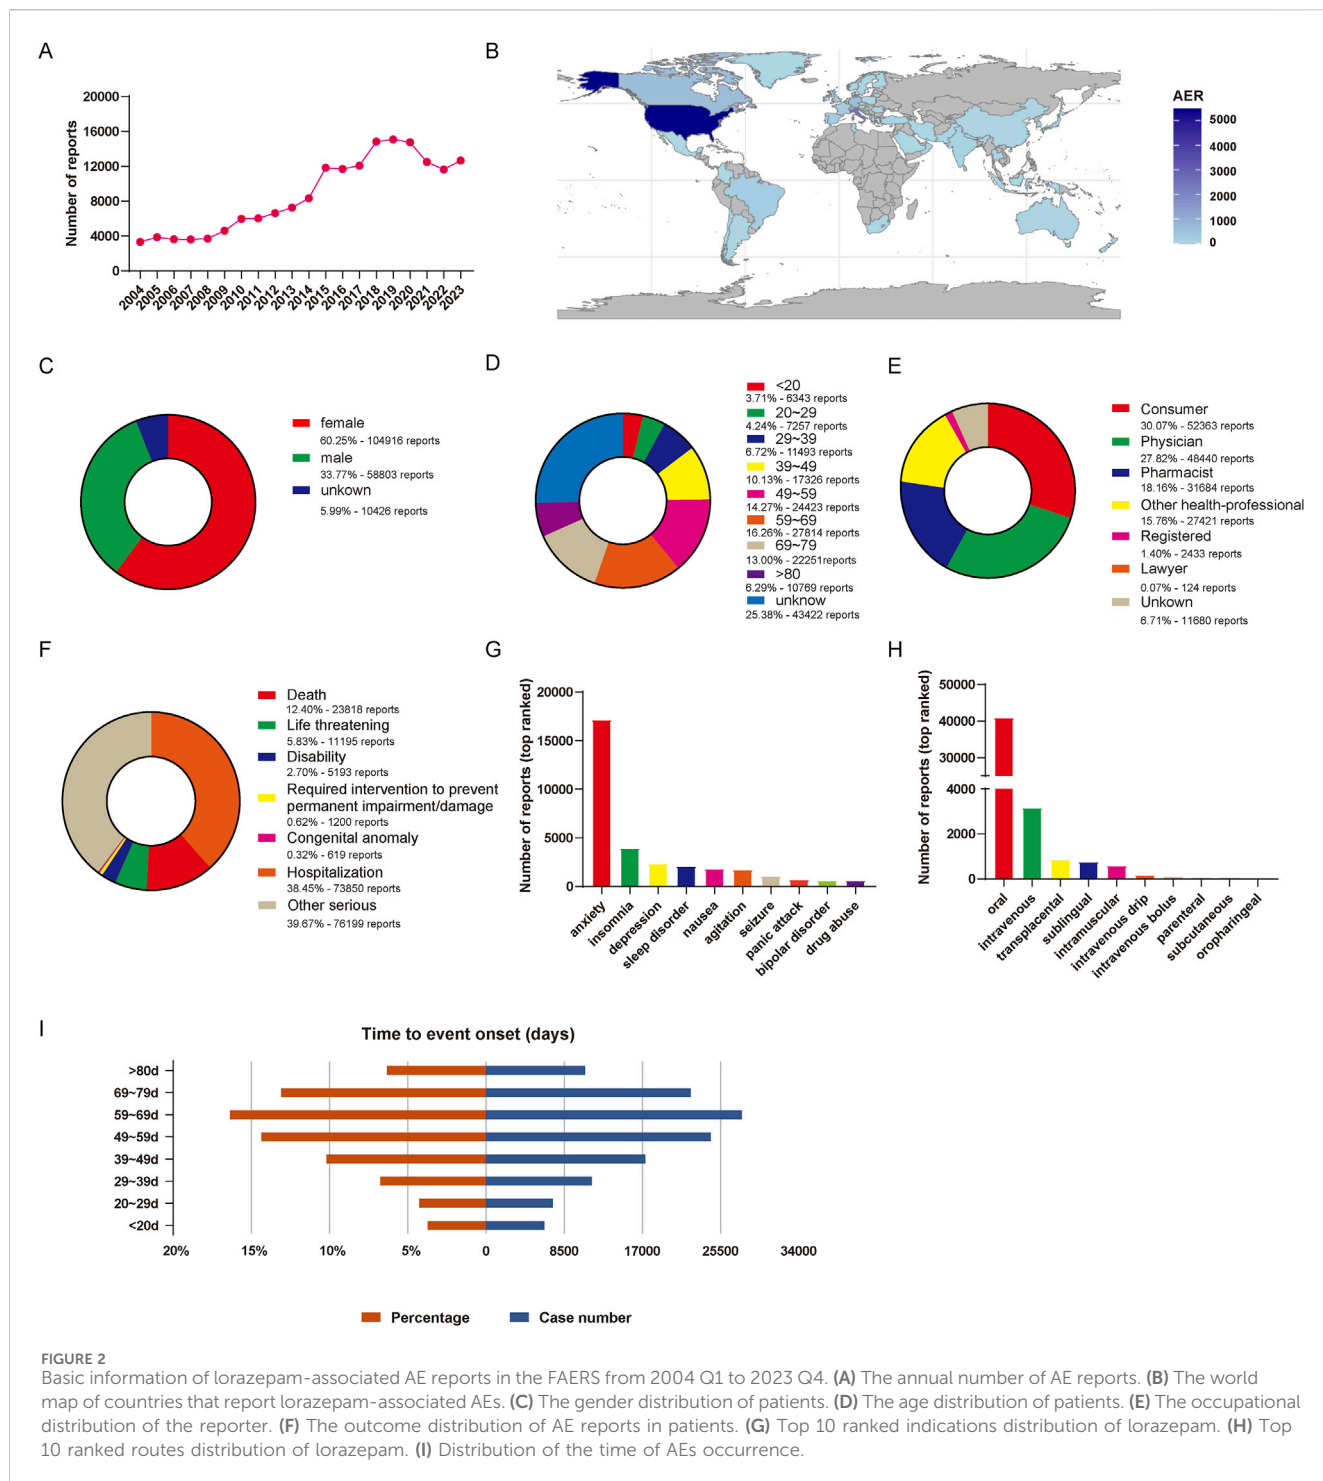 A
Number of reports
20000
16000
12000
8000
4000
0
2004
2005
2006
2007
2008
2009
2010
2011
2012
2013
2014
2015
2016
2017
2018
2019
2020
2021
2022
2023
B
AER
5000
4000
3000
2000
1000
0
C
female
60.25% - 104916 reports
male
33.77% - 58803 reports
unkown
5.99% - 10426 reports
D
<20
3.71% - 6343 reports
20~29
4.24% - 7257 reports
29~39
6.72% - 11493 reports
39~49
10.13% - 17326 reports
49~59
14.27% - 24423 reports
59~69
16.26% - 27814 reports
69~79
13.00% - 22251reports
>80
6.29% - 10769 reports
unknow
25.38% - 43422 reports
E
Consumer
30.07% - 52363 reports
Physician
27.82% - 48440 reports
Pharmacist
18.16% - 31684 reports
Other health-professional
15.76% - 27421 reports
Registered
1.40% - 2433 reports
Lawyer
0.07% - 124 reports
Unkown
6.71% - 11680 reports
F
Death
12.40% - 23818 reports
Life threatening
5.83% - 11195 reports
Disability
2.70% - 5193 reports
Required intervention to prevent
permanent impairment/damage
0.62% - 1200 reports
Congenital anomaly
0.32% - 619 reports
Hospitalization
38.45% - 73850 reports
Other serious
39.67% - 76199 reports
G
Number of reports (top ranked)
20000
15000
10000
5000
0
anxiety
insomnia
depression
sleep disorder
nausea
agitation
seizure
panic attack
bipolar disorder
drug abuse
H
Number of reports (top ranked)
50000
40000
30000
4000
2000
0
oral
intravenous
transplacental
sublingual
intramuscular
intravenous drip
intravenous bolus
parenteral
subcutaneous
oropharingeal
I
Time to event onset (days)
>80d
69~79d
59~69d
49~59d
39~49d
29~39d
20~29d
<20d
20% 15% 10% 5% 0 8500 17000 25500 34000
Percentage Case number
FIGURE 2
Basic information of lorazepam-associated AE reports in the FAERS from 2004 Q1 to 2023 Q4. (A) The annual number of AE reports. (B) The world
map of countries that report lorazepam-associated AEs. (C) The gender distribution of patients. (D) The age distribution of patients. (E) The occupational
distribution of the reporter. (F) The outcome distribution of AE reports in patients. (G) Top 10 ranked indications distribution of lorazepam. (H) Top
10 ranked routes distribution of lorazepam. (I) Distribution of the time of AEs occurrence.